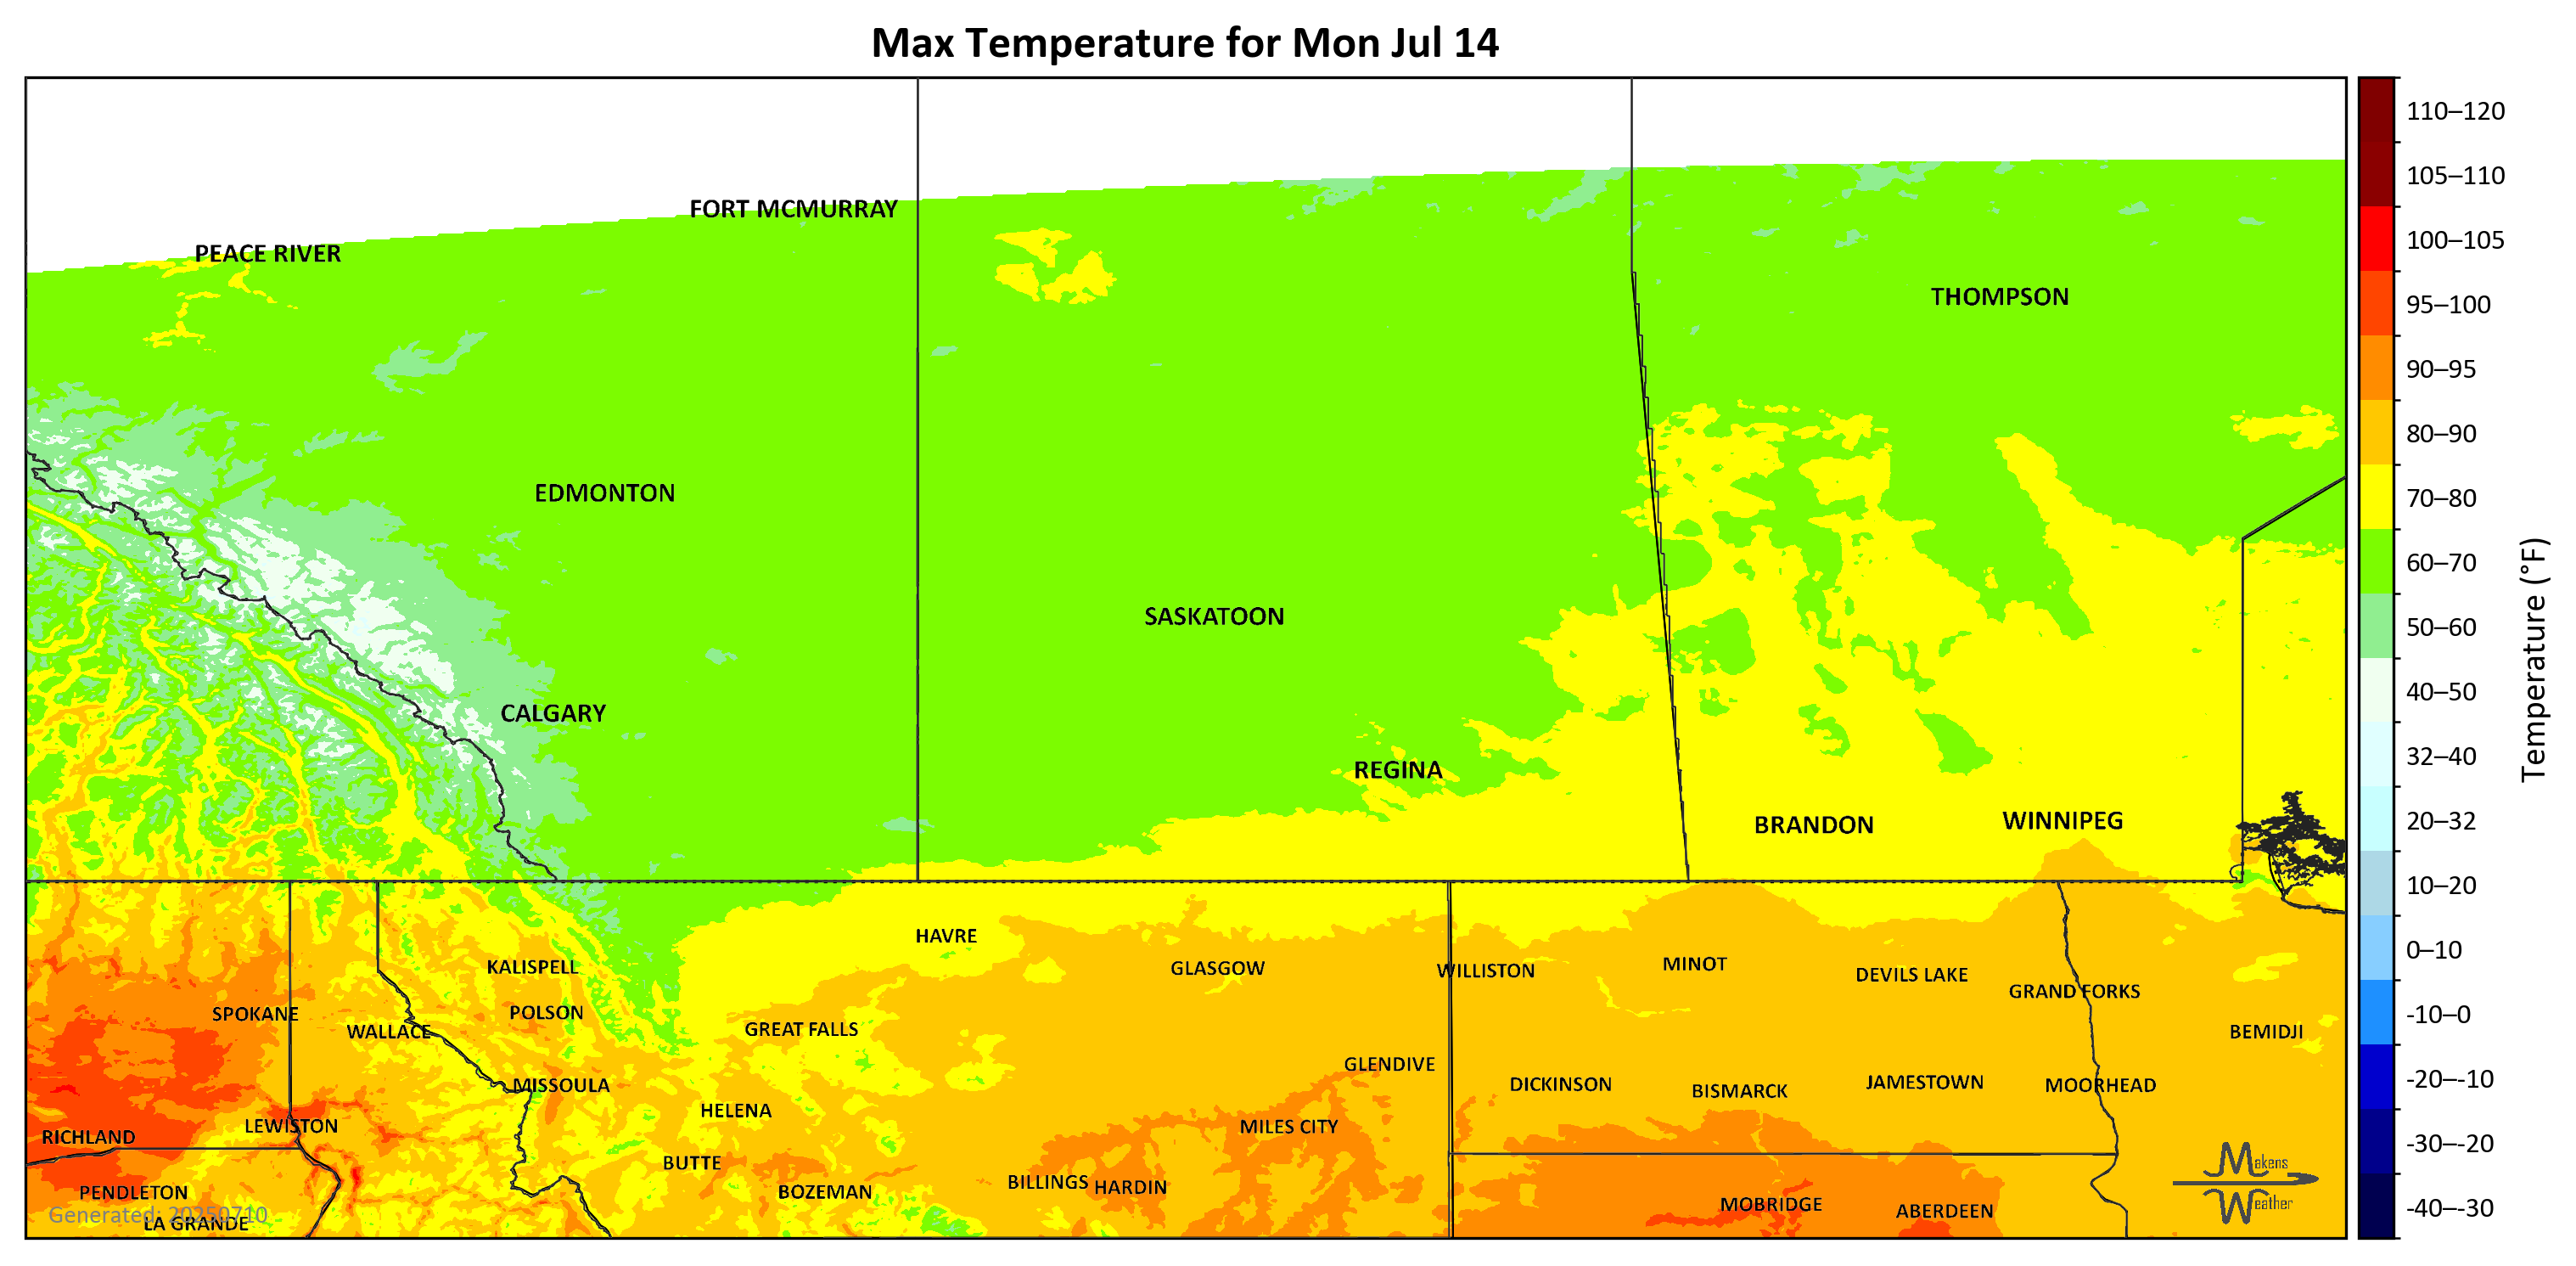 Max Temperature for Mon Jul 14
FORT MCMURRAY
PEACE RIVER
THOMPSON
EDMONTON
SASKATOON
CALGARY
REGINA
BRANDON
WINNIPEG
HAVRE
KALISPELL
GLASGOW
WILLISTON
MINOT
DEVILS LAKE
GRAND FORKS
SPOKANE
POLSON
WALLACE
GREAT FALLS
BEMIDJI
GLENDIVE
MISSOULA
DICKINSON
BISMARCK
JAMESTOWN
MOORHEAD
HELENA
LEWISTON
MILES CITY
RICHLAND
BUTTE
BILLINGS
HARDIN
PENDLETON
BOZEMAN
MOBRIDGE
ABERDEEN
Generated: 20250710
LA GRANDE
Makens
Weather
110–120
105–110
100–105
95–100
90–95
80–90
70–80
60–70
50–60
40–50
32–40
20–32
10–20
0–10
-10–0
-20–-10
-30–-20
-40–-30
Temperature (°F)